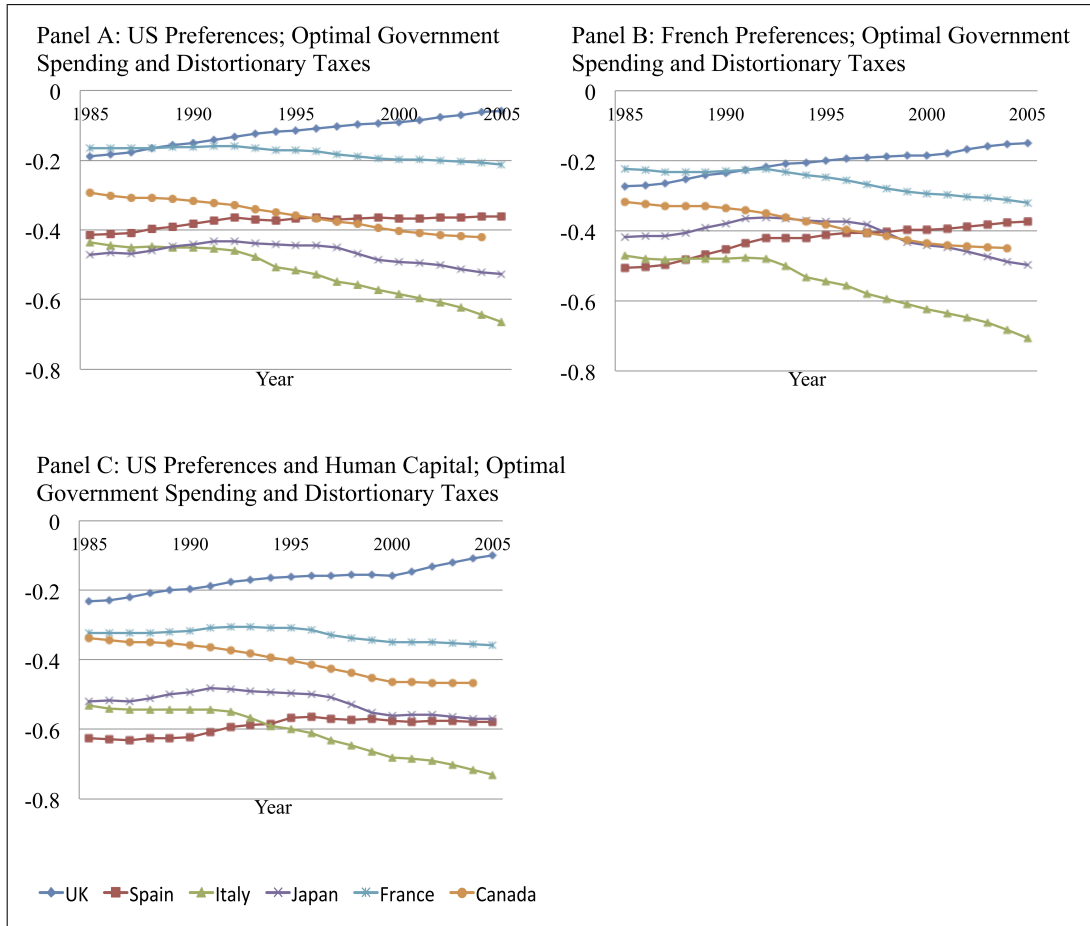 Panel A: US Preferences; Optimal Government
Spending and Distortionary Taxes
0
1985 1990 1995 2000 2005
-0.2
-0.4
-0.6
-0.8
Year
Panel B: French Preferences; Optimal Government
Spending and Distortionary Taxes
0
1985 1990 1995 2000 2005
-0.2
-0.4
-0.6
-0.8
Year
Panel C: US Preferences and Human Capital; Optimal
Government Spending and Distortionary Taxes
0
1985 1990 1995 2000 2005
-0.2
-0.4
-0.6
-0.8
Year
UK Spain Italy Japan France Canada